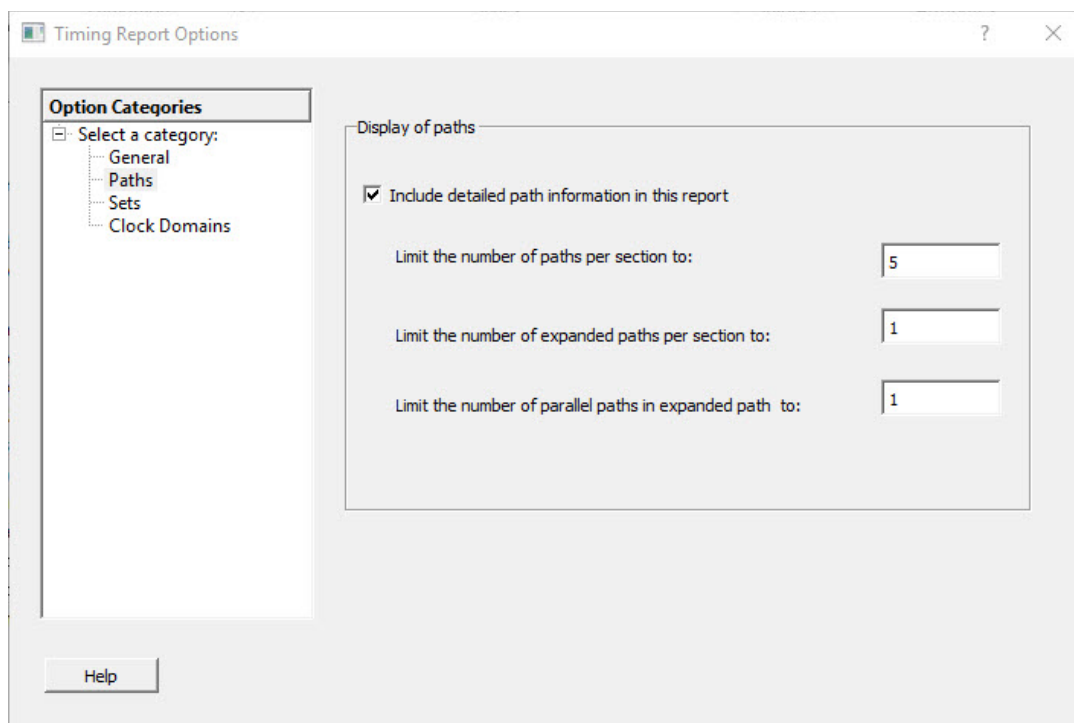 Timing Report Options
?
Option Categories
Select a category:
General
Paths
Sets
Clock Domains
Display of paths
Include detailed path information in this report
Limit the number of paths per section to:
5
Limit the number of expanded paths per section to:
1
Limit the number of parallel paths in expanded path to:
1
Help